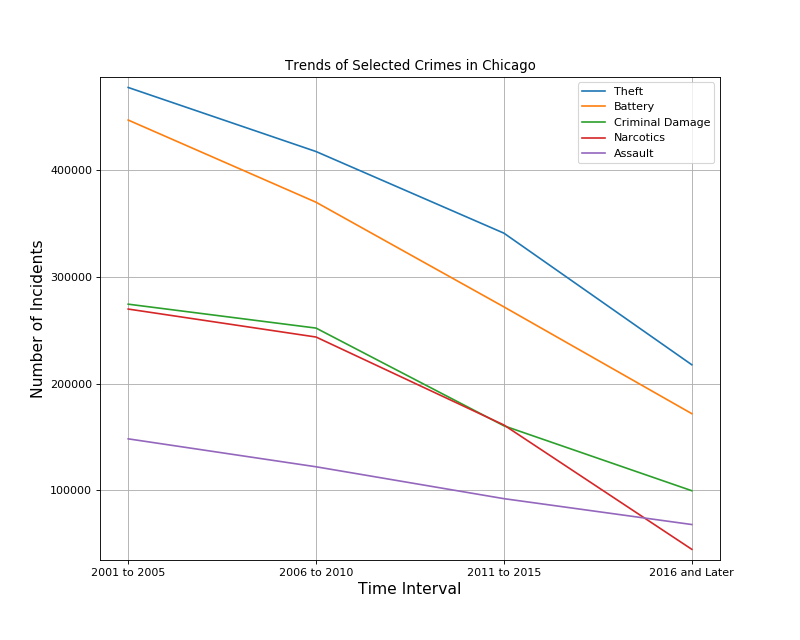 Trends of Selected Crimes in Chicago
Theft
Battery
Criminal Damage
Narcotics
Assault
Number of Incidents
400000
300000
200000
100000
2001 to 2005
2006 to 2010
2011 to 2015
2016 and Later
Time Interval